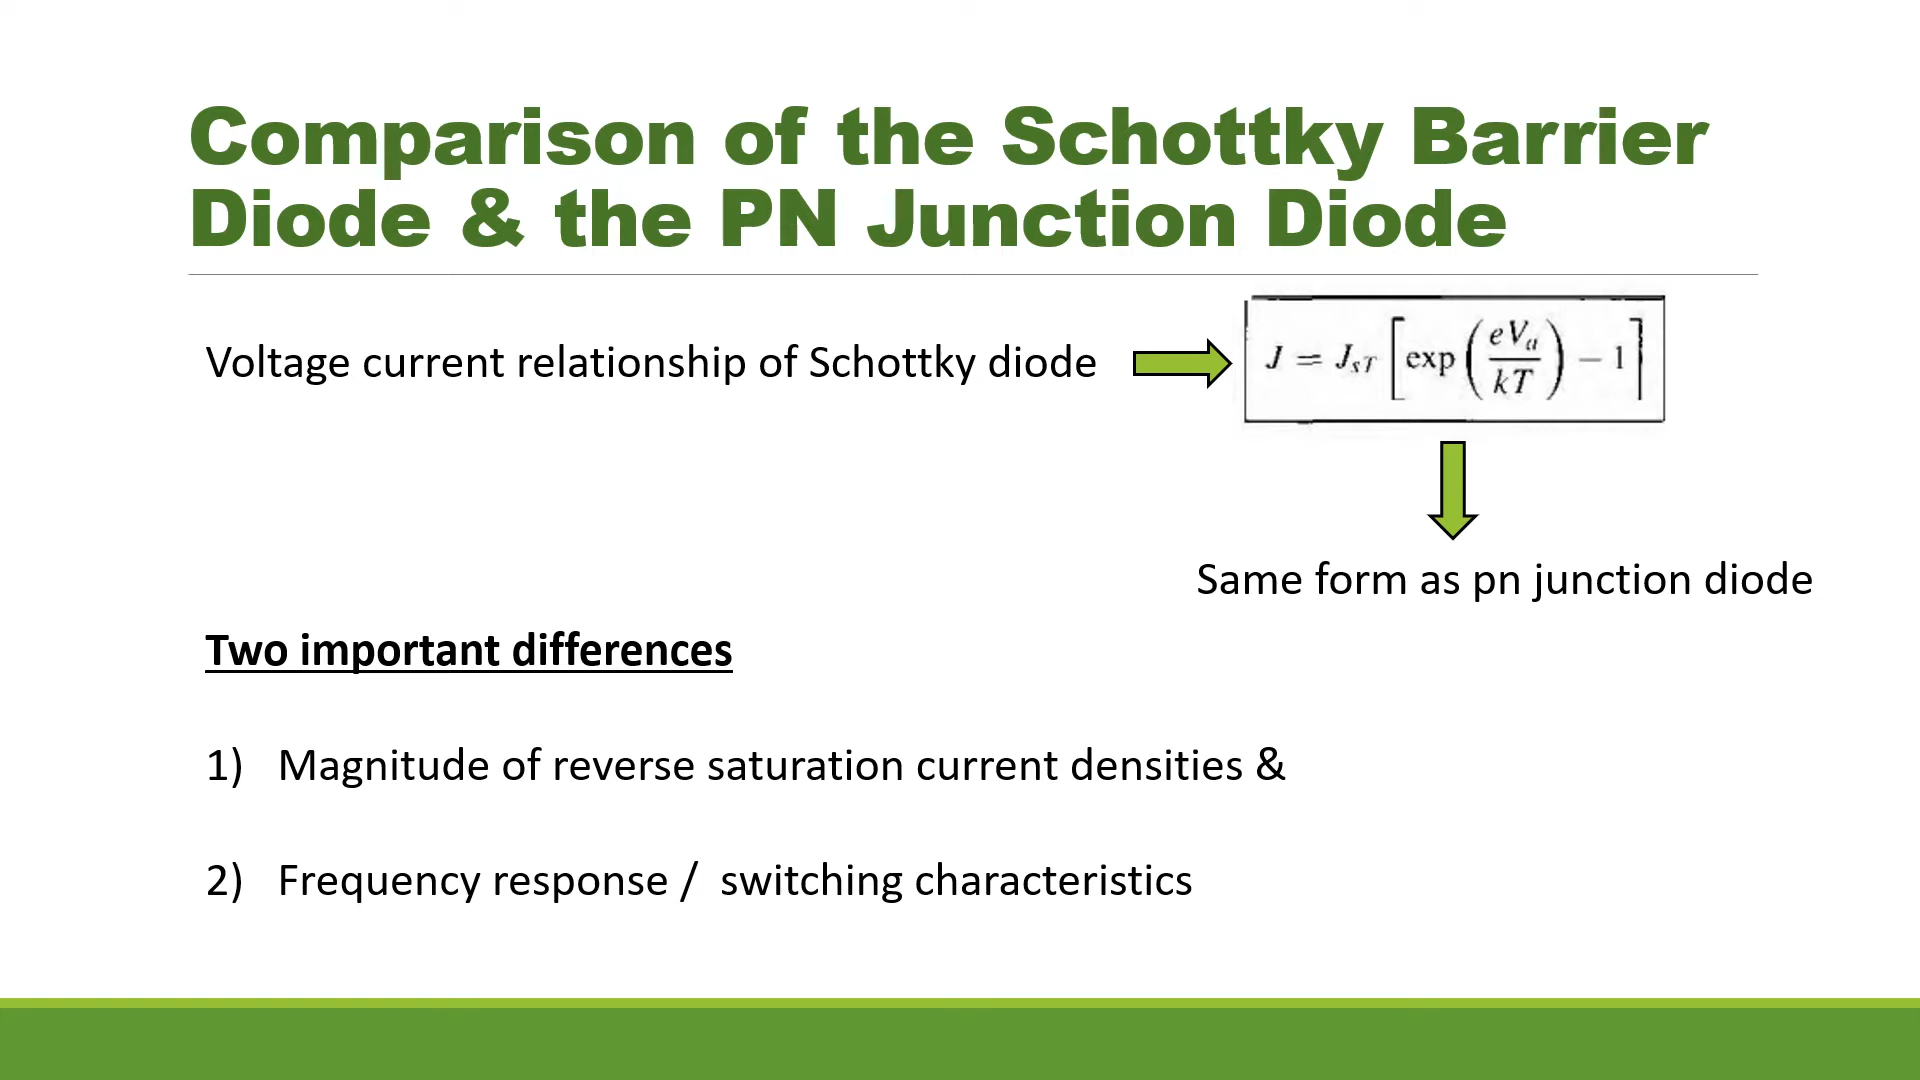 Comparison of the Schottky Barrier
Diode & the PN Junction Diode
Voltage current relationship of Schottky diode
J = J_{sT} [exp(eV_a/kT) − 1]
Same form as pn junction diode
Two important differences
1) Magnitude of reverse saturation current densities &
2) Frequency response / switching characteristics